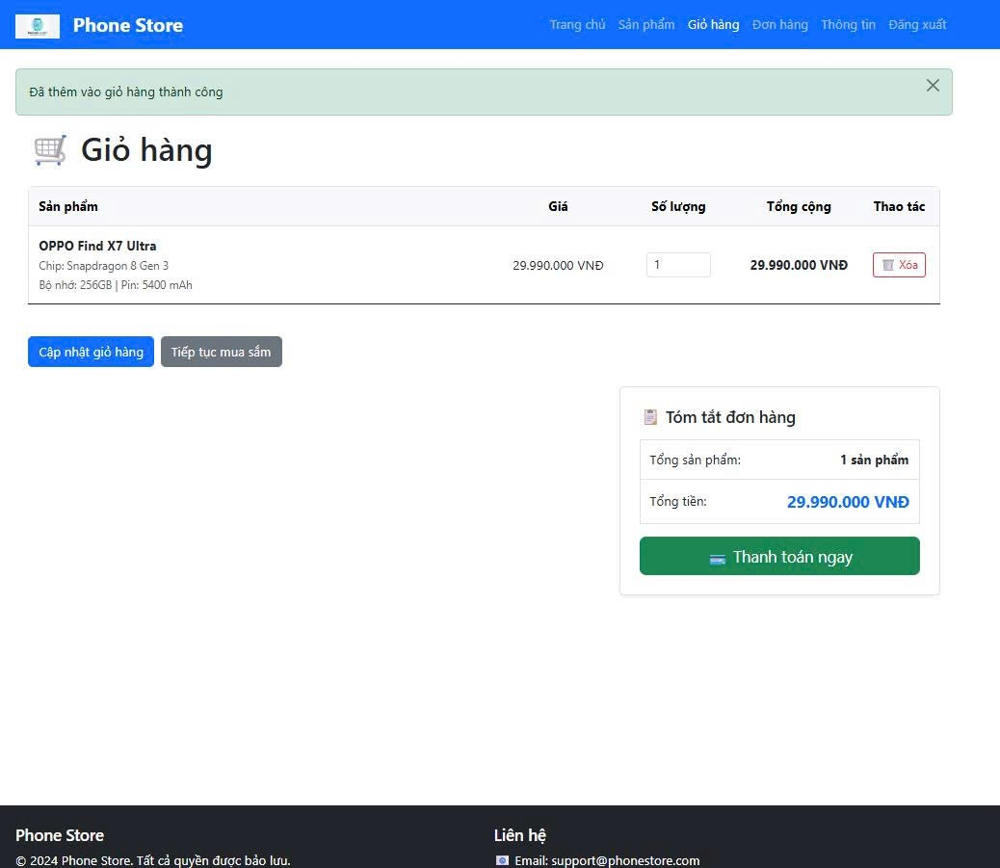 Phone Store
Trang chủ Sản phẩm Giỏ hàng Đơn hàng Thông tin Đăng xuất
Đã thêm vào giỏ hàng thành công
Giỏ hàng
Sản phẩm Giá Số lượng Tổng cộng Thao tác
OPPO Find X7 Ultra
Chip: Snapdragon 8 Gen 3
Bộ nhớ: 256GB | Pin: 5400 mAh
29.990.000 VNĐ 1 29.990.000 VNĐ Xóa
Cập nhật giỏ hàng Tiếp tục mua sắm
Tóm tắt đơn hàng
Tổng sản phẩm: 1 sản phẩm
Tổng tiền: 29.990.000 VNĐ
Thanh toán ngay
Phone Store
© 2024 Phone Store. Tất cả quyền được bảo lưu.
Liên hệ
Email: support@phonestore.com